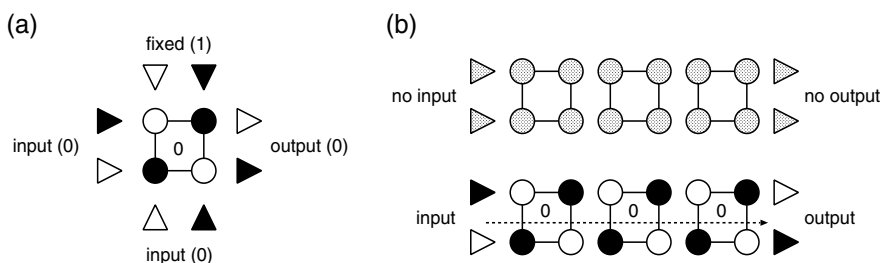 (a)
fixed (1)
input (0)
0
output (0)
input (0)
(b)
no input
no output
input
0
0
0
output